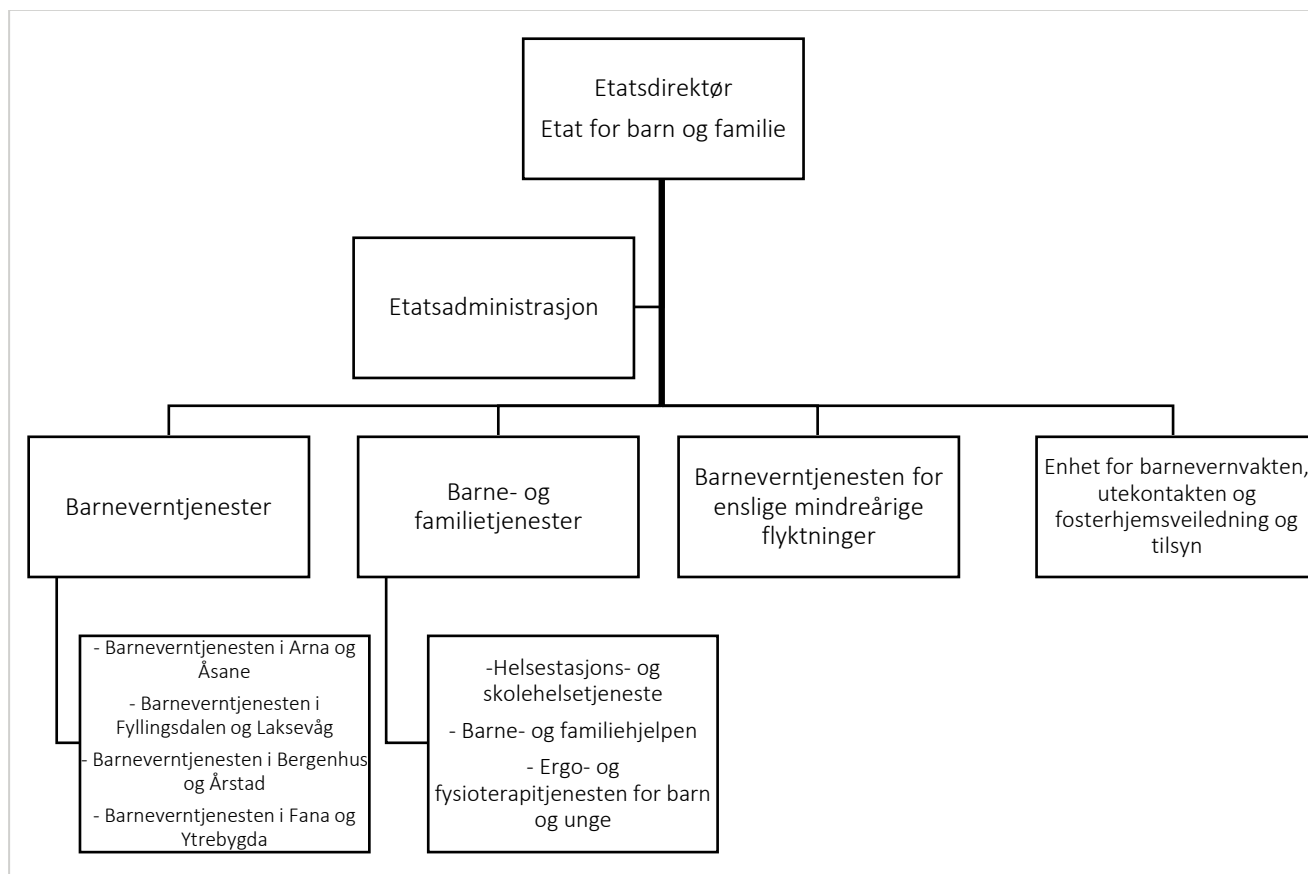 Etatsdirektør
Etat for barn og familie
Etatsadministrasjon
Barneverntjenester
Barne- og
familietjenester
Barneverntjenesten for
enslige mindreårige
flyktninger
Enhet for barnevernvakten,
utekontakten og
fosterhjemsveiledning og
tilsyn
- Barneverntjenesten i Arna og
Åsane
- Barneverntjenesten i
Fyllingsdalen og Laksevåg
- Barneverntjenesten i Bergenhus
og Årstad
- Barneverntjenesten i Fana og
Ytrebygda
-Helsestasjons- og
skolehelsetjeneste
- Barne- og familiehjelpen
- Ergo- og
fysioterapitjenesten for barn
og unge